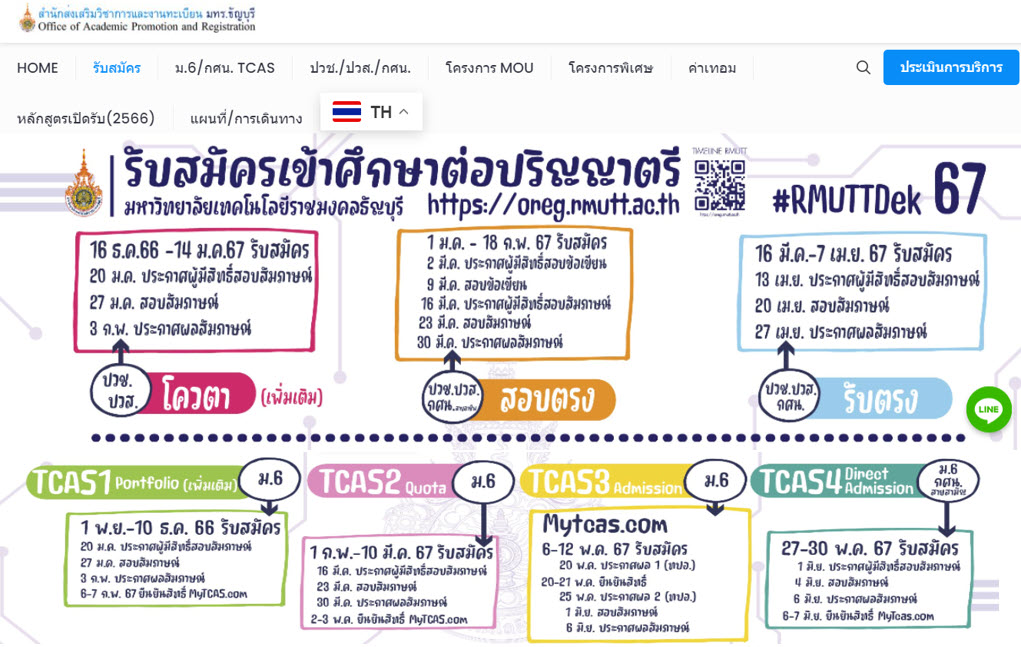 สำนักส่งเสริมวิชาการและงานทะเบียน มทร.ธัญบุรี
Office of Academic Promotion and Registration
HOME
รับสมัคร
ม.6/กศน. TCAS
ปวช./ปวส./กศน.
โครงการ MOU
โครงการพิเศษ
ค่าเทอม
ประเมินการบริการ
หลักสูตรเปิดรับ(2566)
แผนที่/การเดินทาง
TH
รับสมัครเข้าศึกษาต่อปริญญาตรี
มหาวิทยาลัยเทคโนโลยีราชมงคลธัญบุรี https://oreg.rmutt.ac.th
TIMELINE RMUTT
https://oreg.rmutt.ac.th
#RMUTTDek 67
16 ธ.ค.66 -14 ม.ค.67 รับสมัคร
20 ม.ค. ประกาศผู้มีสิทธิ์สอบสัมภาษณ์
27 ม.ค. สอบสัมภาษณ์
3 ก.พ. ประกาศผลสัมภาษณ์
ปวช.
ปวส.
โควตา (เพิ่มเติม)
1 ม.ค. - 18 ก.พ. 67 รับสมัคร
2 มี.ค. ประกาศผู้มีสิทธิ์สอบข้อเขียน
9 มี.ค. สอบข้อเขียน
16 มี.ค. ประกาศผู้มีสิทธิ์สอบสัมภาษณ์
23 มี.ค. สอบสัมภาษณ์
30 มี.ค. ประกาศผลสัมภาษณ์
ปวช.ปวส.
กศน.สายอาชีพ
สอบตรง
16 มี.ค.-7 เม.ย. 67 รับสมัคร
13 เม.ย. ประกาศผู้มีสิทธิ์สอบสัมภาษณ์
20 เม.ย. สอบสัมภาษณ์
27 เม.ย. ประกาศผลสัมภาษณ์
ปวช.ปวส.
กศน.
รับตรง
LINE
TCAS1 Portfolio (เพิ่มเติม)
ม.6
1 พ.ย.-10 ธ.ค. 66 รับสมัคร
20 ม.ค. ประกาศผู้มีสิทธิ์สอบสัมภาษณ์
27 ม.ค. สอบสัมภาษณ์
3 ก.พ. ประกาศผลสัมภาษณ์
6-7 ก.พ. 67 ยืนยันสิทธิ์ MyTCAS.com
TCAS2 Quota
ม.6
1 ก.พ.-10 มี.ค. 67 รับสมัคร
16 มี.ค. ประกาศผู้มีสิทธิ์สอบสัมภาษณ์
23 มี.ค. สอบสัมภาษณ์
30 มี.ค. ประกาศผลสัมภาษณ์
2-3 พ.ค. ยืนยันสิทธิ์ MyTCAS.com
TCAS3 Admission
ม.6
Mytcas.com
6-12 พ.ค. 67 รับสมัคร
20 พ.ค. ประกาศผล 1 (ทปอ.)
20-21 พ.ค. ยืนยันสิทธิ์
25 พ.ค. ประกาศผล 2 (ทปอ.)
1 มิ.ย. สอบสัมภาษณ์
6 มิ.ย. ประกาศผลสัมภาษณ์
TCAS4 Direct Admission
ม.6
กศน.
สายสามัญ
27-30 พ.ค. 67 รับสมัคร
1 มิ.ย. ประกาศผู้มีสิทธิ์สอบสัมภาษณ์
4 มิ.ย. สอบสัมภาษณ์
6 มิ.ย. ประกาศผลสัมภาษณ์
6-7 มิ.ย. ยืนยันสิทธิ์ MyTcas.com